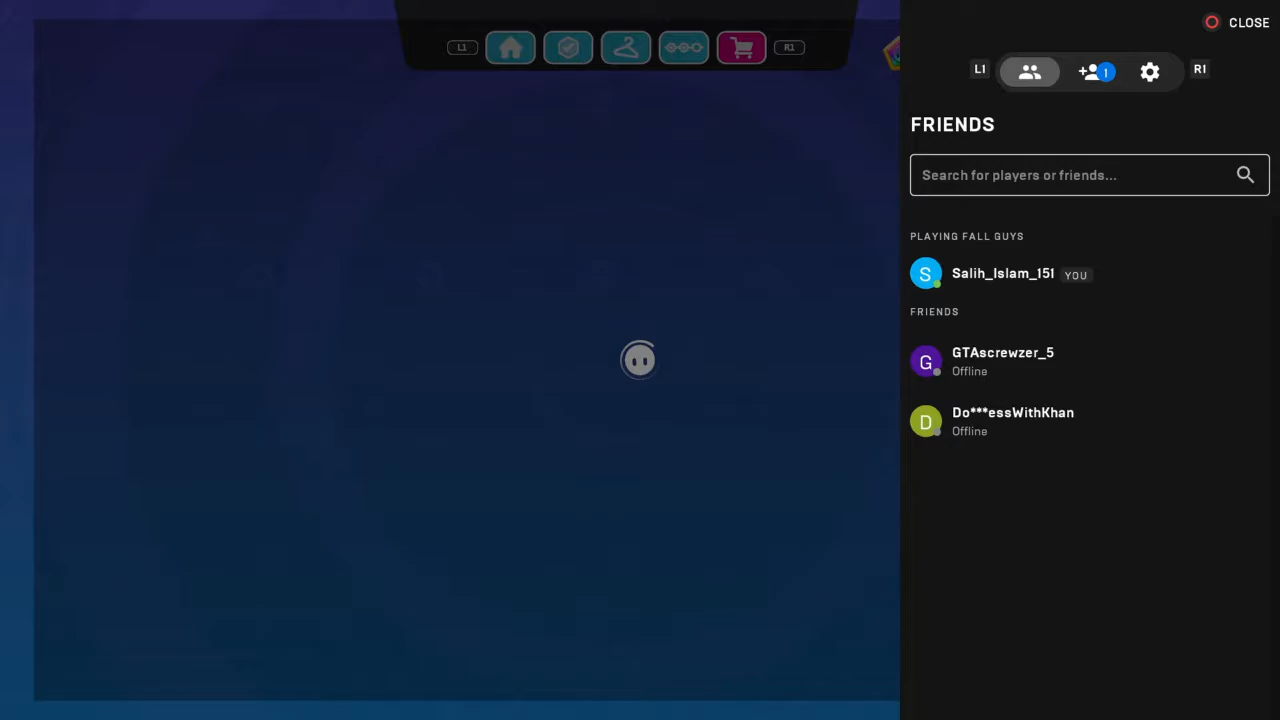 CLOSE
L1
R1
L1
1
R1
FRIENDS
Search for players or friends...
PLAYING FALL GUYS
S
Salih_Islam_151 YOU
FRIENDS
G
GTAscrewzer_5
Offline
D
Do***essWithKhan
Offline